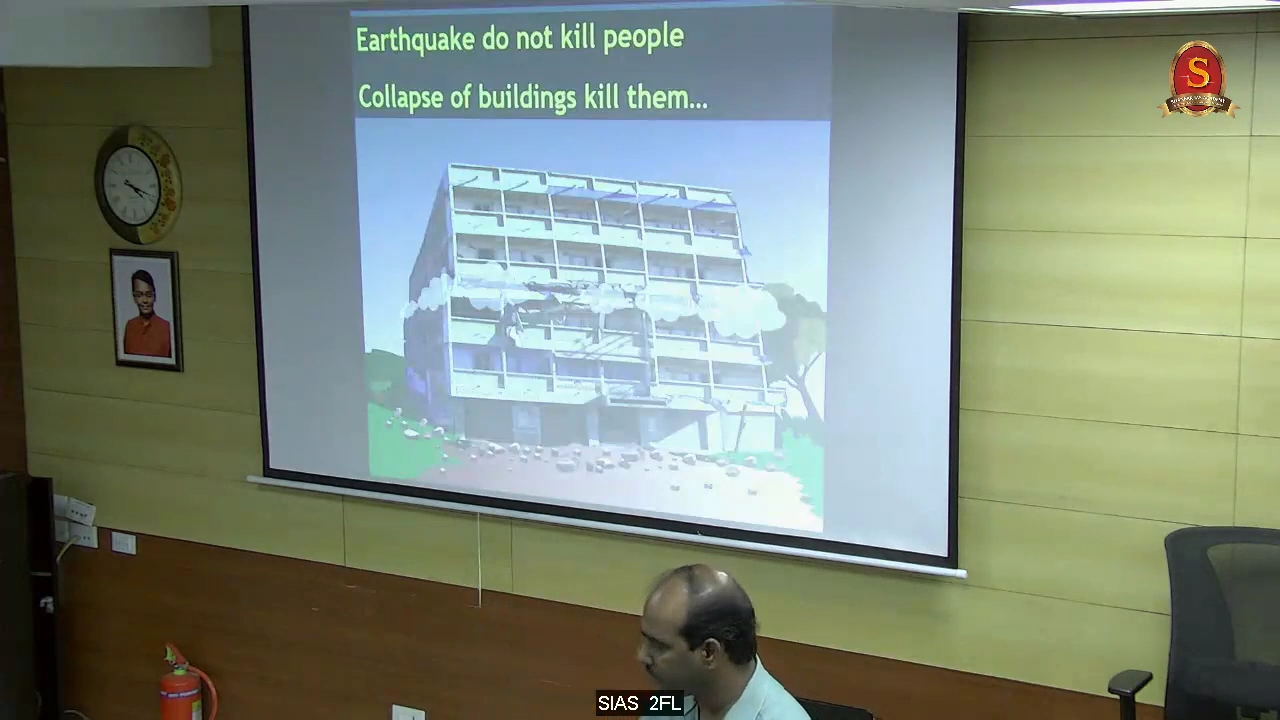 Earthquake do not kill people
Collapse of buildings kill them...
S
SIAS 2FL